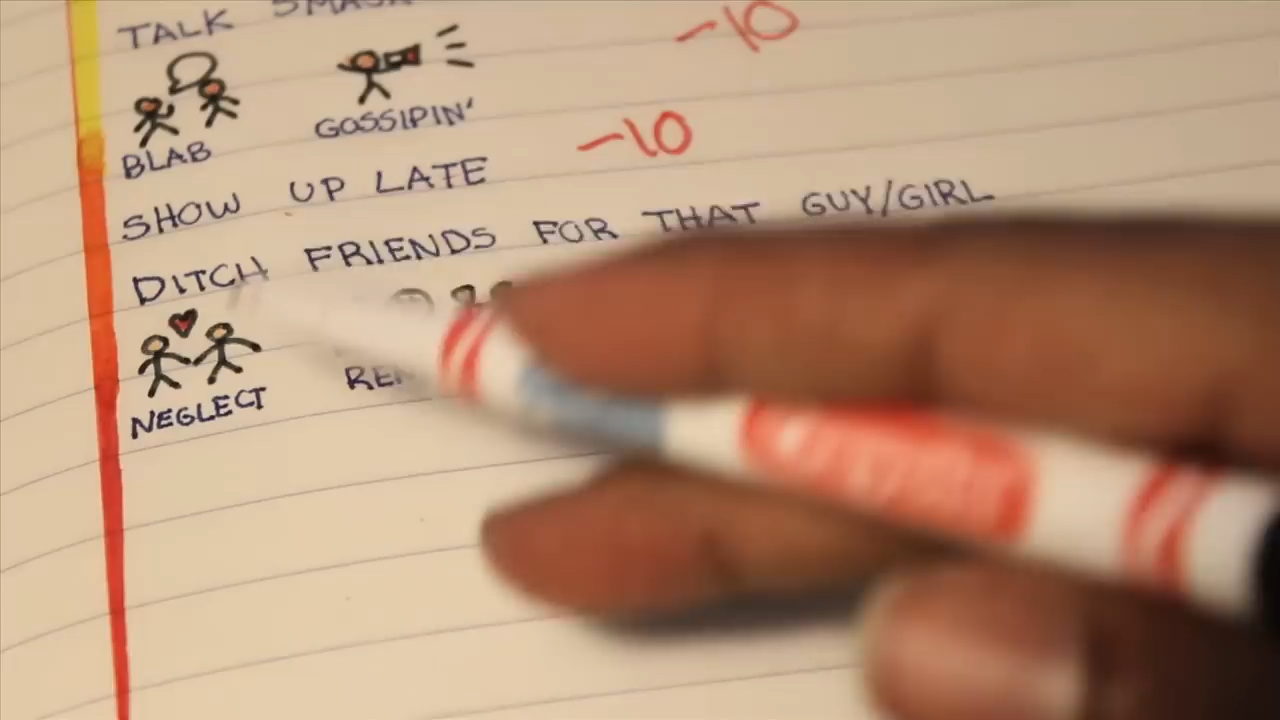 TALK
-10
BLAB GOSSIPIN'
SHOW UP LATE -10
DITCH FRIENDS FOR THAT GUY/GIRL
NEGLECT